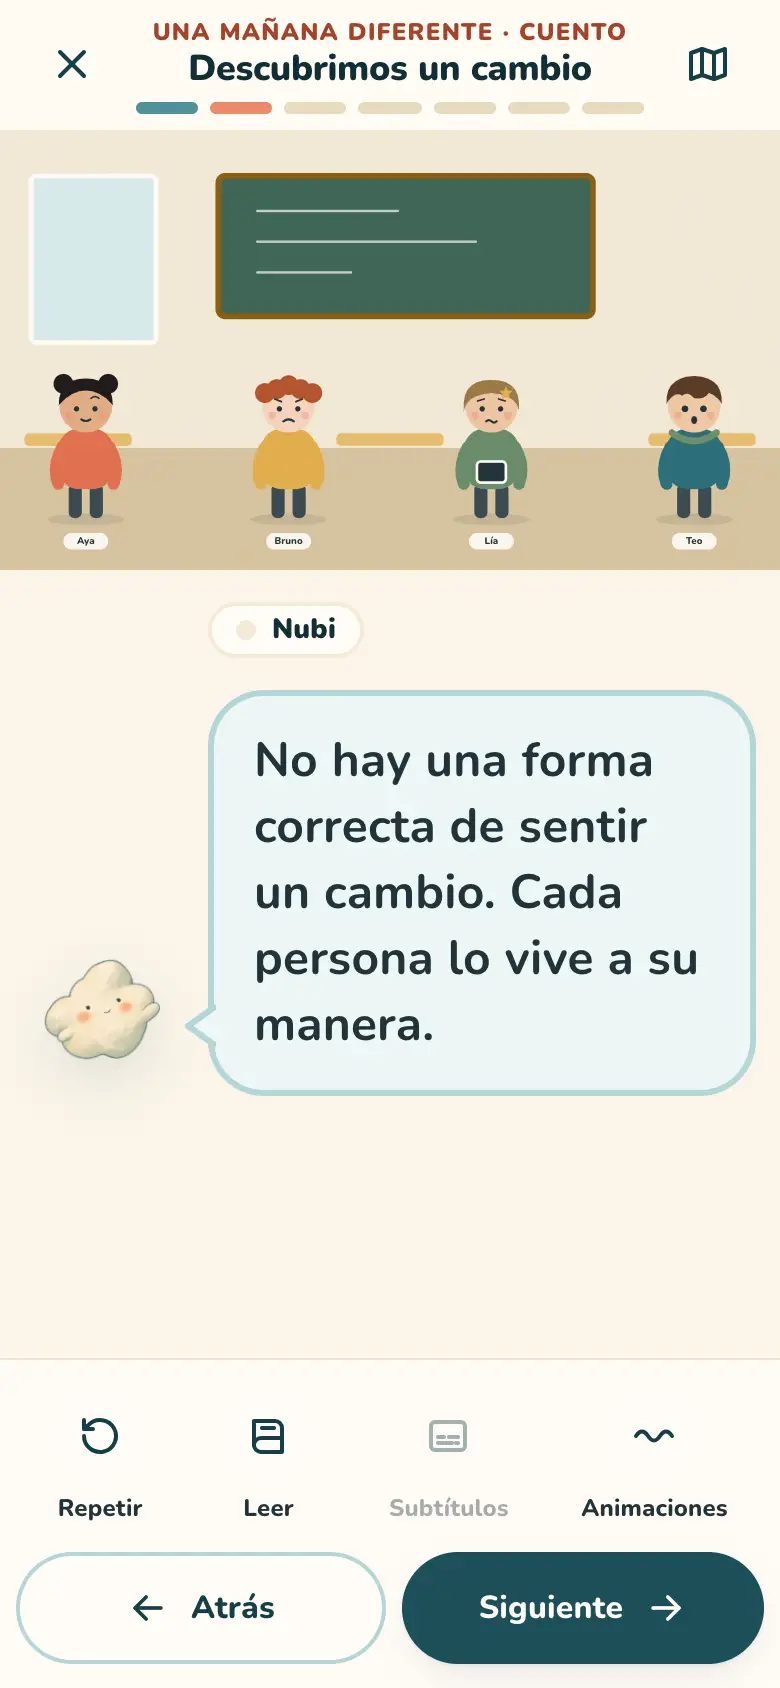 UNA MAÑANA DIFERENTE · CUENTO
Descubrimos un cambio
Aya
Bruno
Lía
Teo
Nubi
No hay una forma
correcta de sentir
un cambio. Cada
persona lo vive a su
manera.
Repetir
Leer
Subtítulos
Animaciones
Atrás
Siguiente